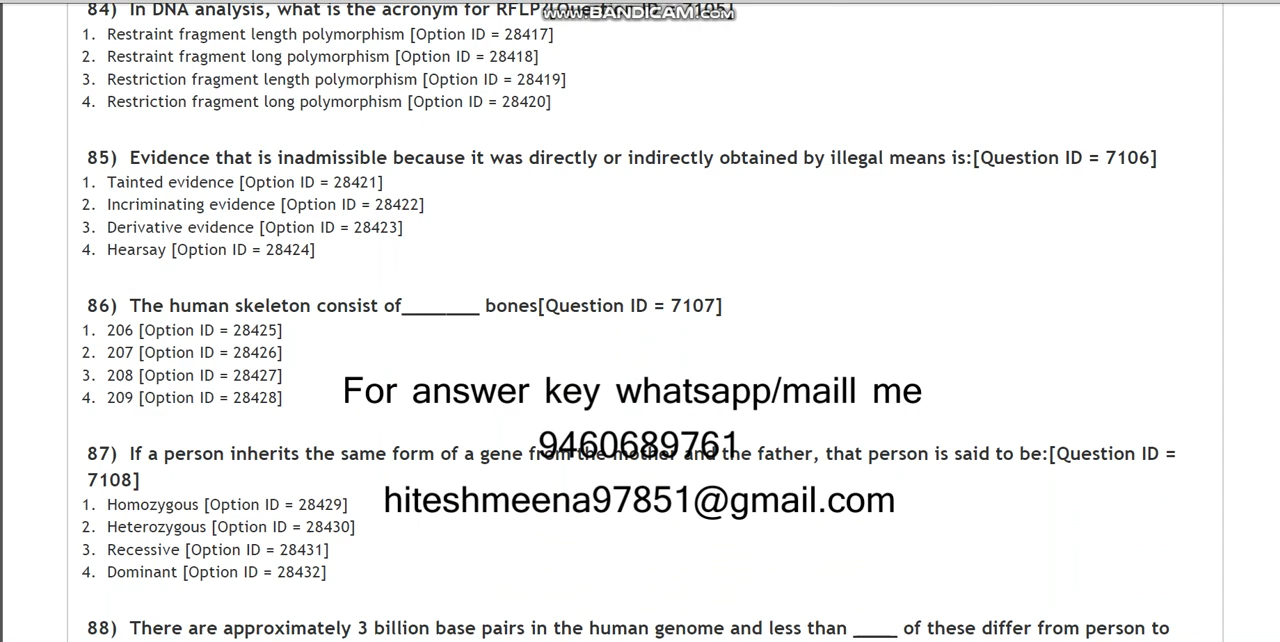 84) In DNA analysis, what is the acronym for RFLP?[Question ID = 7105]
www.BANDICAM.com
1. Restraint fragment length polymorphism [Option ID = 28417]
2. Restraint fragment long polymorphism [Option ID = 28418]
3. Restriction fragment length polymorphism [Option ID = 28419]
4. Restriction fragment long polymorphism [Option ID = 28420]
85) Evidence that is inadmissible because it was directly or indirectly obtained by illegal means is:[Question ID = 7106]
1. Tainted evidence [Option ID = 28421]
2. Incriminating evidence [Option ID = 28422]
3. Derivative evidence [Option ID = 28423]
4. Hearsay [Option ID = 28424]
86) The human skeleton consist of_______ bones[Question ID = 7107]
1. 206 [Option ID = 28425]
2. 207 [Option ID = 28426]
3. 208 [Option ID = 28427]
4. 209 [Option ID = 28428]
For answer key whatsapp/maill me
9460689761
hiteshmeena97851@gmail.com
87) If a person inherits the same form of a gene from the mother and the father, that person is said to be:[Question ID =
7108]
1. Homozygous [Option ID = 28429]
2. Heterozygous [Option ID = 28430]
3. Recessive [Option ID = 28431]
4. Dominant [Option ID = 28432]
88) There are approximately 3 billion base pairs in the human genome and less than ____ of these differ from person to